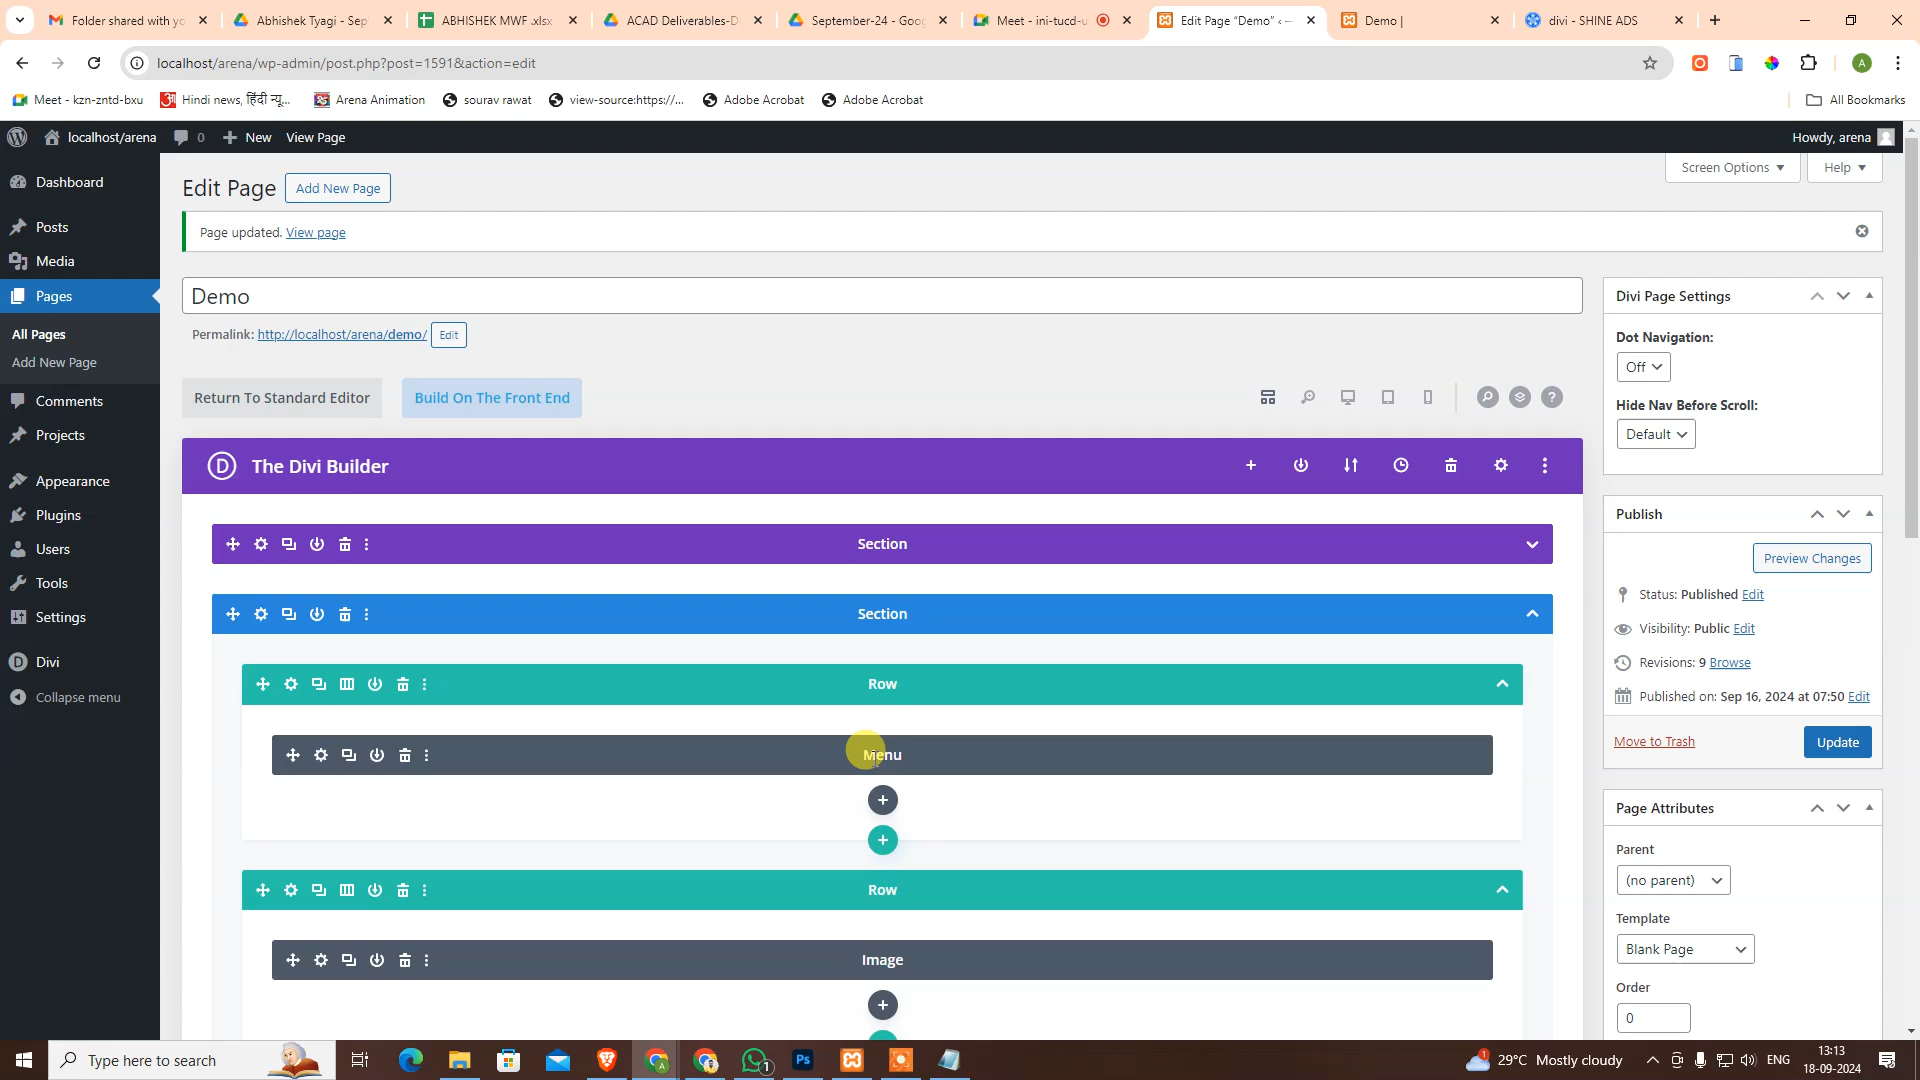 Folder shared with yo
Abhishek Tyagi - Sep
ABHISHEK MWF .xlsx
ACAD Deliverables-D
September-24 - Goog
Meet - ini-tucd-u
Edit Page “Demo” ‹ —
Demo |
divi - SHINE ADS
localhost/arena/wp-admin/post.php?post=1591&action=edit
A
Meet - kzn-zntd-bxu
Hindi news, हिंदी न्यू...
Arena Animation
sourav rawat
view-source:https://...
Adobe Acrobat
Adobe Acrobat
All Bookmarks
localhost/arena
0
New
View Page
Howdy, arena
Dashboard
Posts
Media
Pages
All Pages
Add New Page
Comments
Projects
Appearance
Plugins
Users
Tools
Settings
Divi
Collapse menu
Screen Options
Help
Edit Page
Add New Page
Page updated. View page
Demo
Permalink: http://localhost/arena/demo/ Edit
Return To Standard Editor
Build On The Front End
D The Divi Builder
Section
Section
Row
Menu
Row
Image
Divi Page Settings
Dot Navigation:
Off
Hide Nav Before Scroll:
Default
Publish
Preview Changes
Status: Published Edit
Visibility: Public Edit
Revisions: 9 Browse
Published on: Sep 16, 2024 at 07:50 Edit
Move to Trash
Update
Page Attributes
Parent
(no parent)
Template
Blank Page
Order
0
Type here to search
Ps
1
29°C Mostly cloudy
ENG
13:13
18-09-2024